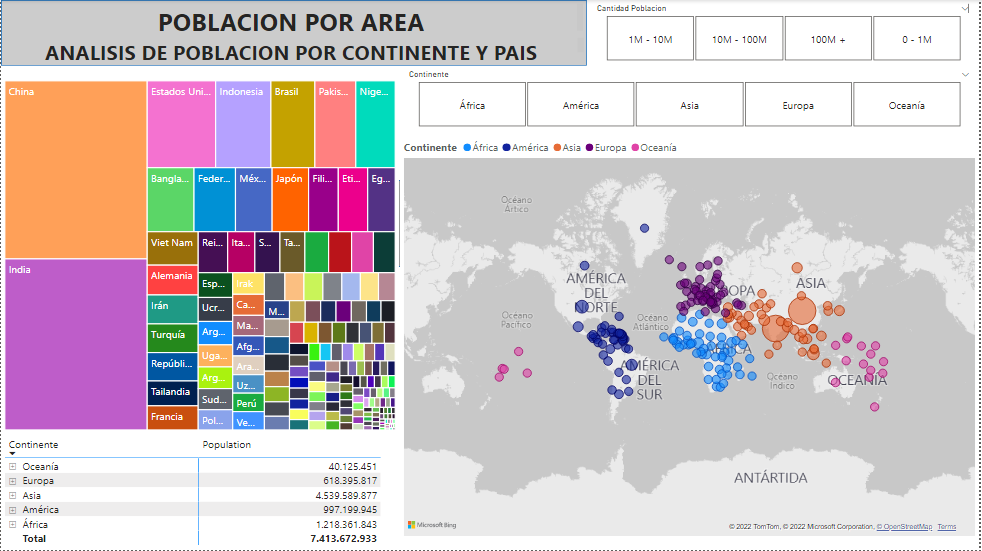 POBLACION POR AREA
ANALISIS DE POBLACION POR CONTINENTE Y PAIS
Cantidad Poblacion
1M - 10M
10M - 100M
100M +
0 - 1M
Continente
África
América
Asia
Europa
Oceanía
China
Estados Uni...
Indonesia
Brasil
Pakis...
Nige...
Bangla...
Feder...
Méx...
Japón
Fili...
Eti...
Eg...
Viet Nam
Rei...
Ita...
S...
Ta...
India
Alemania
Esp...
Irak
Irán
Ucr...
Ca...
M...
Turquía
Arg...
Ma...
Uga...
Afg...
Repúbli...
Arg...
Ara...
Tailandia
Sud...
Uz...
Perú
Francia
Pol...
Ve...
Continente África América Asia Europa Oceanía
Océano
Ártico
AMÉRICA
DEL
NORTE
OPA
ASIA
Océano
Pacífico
Océano
Atlántico
ÁFRICA
AMÉRICA
DEL
SUR
Océano
Índico
OCEANÍA
ANTÁRTIDA
Microsoft Bing
© 2022 TomTom, © 2022 Microsoft Corporation, © OpenStreetMap Terms
Continente Population
Oceanía 40.125.451
Europa 618.395.817
Asia 4.539.589.877
América 997.199.945
África 1.218.361.843
Total 7.413.672.933